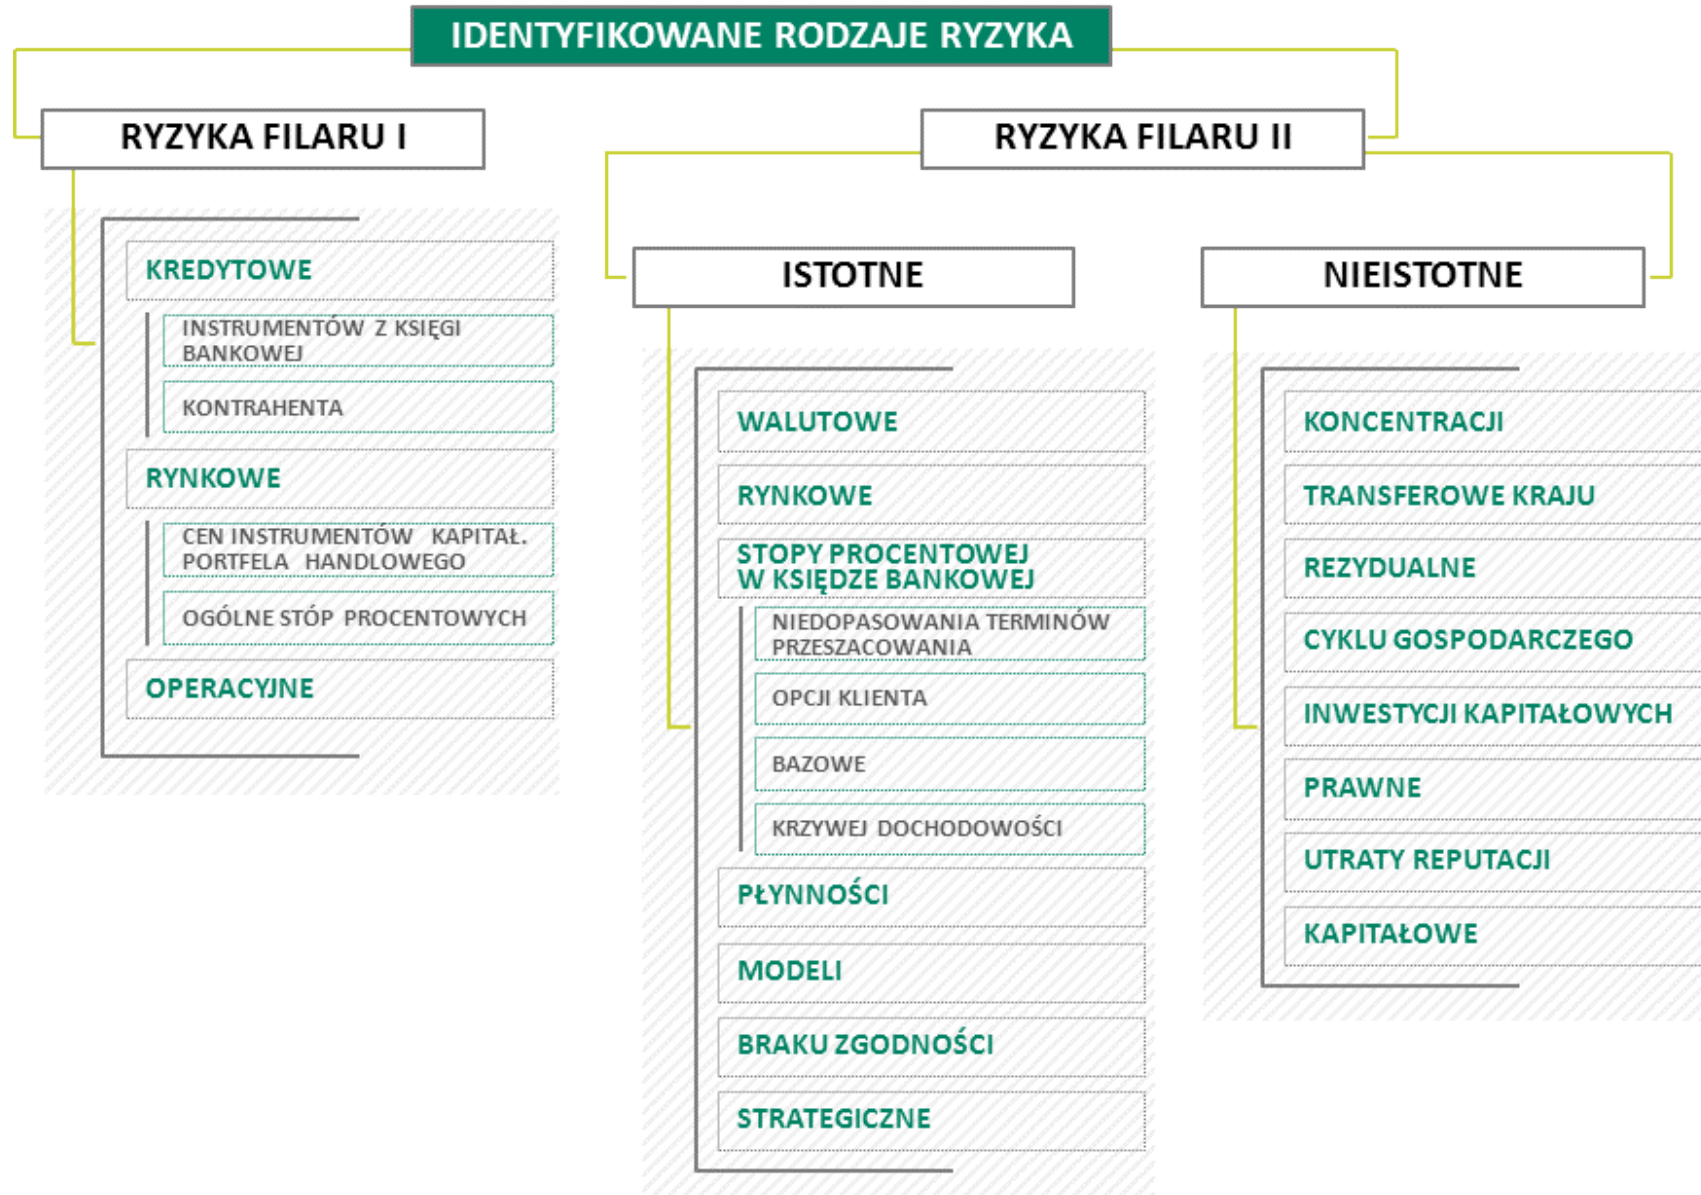 IDENTYFIKOWANE RODZAJE RYZYKA
RYZYKA FILARU I
KREDYTOWE
INSTRUMENTÓW Z KSIĘGI
BANKOWEJ
KONTRAHENTA
RYNKOWE
CEN INSTRUMENTÓW KAPITAŁ.
PORTFELA HANDLOWEGO
OGÓLNE STÓP PROCENTOWYCH
OPERACYJNE
RYZYKA FILARU II
ISTOTNE
WALUTOWE
RYNKOWE
STOPY PROCENTOWEJ
W KSIĘDZE BANKOWEJ
NIEDOPASOWANIA TERMINÓW
PRZESZACOWANIA
OPCJI KLIENTA
BAZOWE
KRZYWEJ DOCHODOWOŚCI
PŁYNNOŚCI
MODELI
BRAKU ZGODNOŚCI
STRATEGICZNE
NIEISTOTNE
KONCENTRACJI
TRANSFEROWE KRAJU
REZYDUALNE
CYKLU GOSPODARCZEGO
INWESTYCJI KAPITAŁOWYCH
PRAWNE
UTRATY REPUTACJI
KAPITAŁOWE